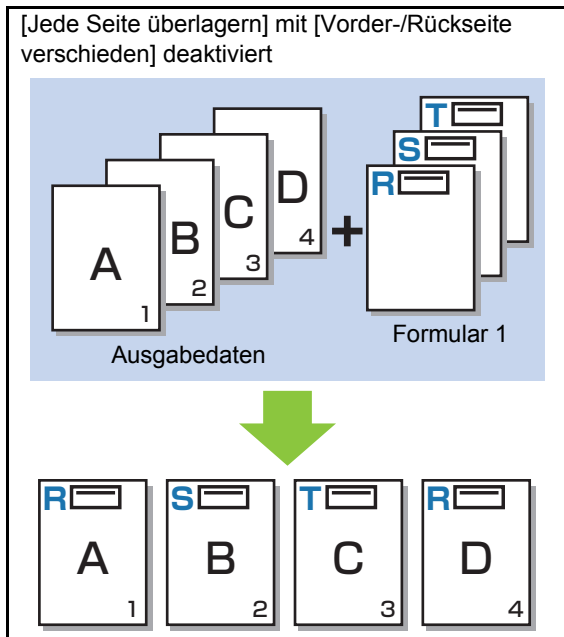 [Jede Seite überlagern] mit [Vorder-/Rückseite
verschieden] deaktiviert
A
1
B
2
C
3
D
4
+
R
S
T
Ausgabedaten
Formular 1
R
A
1
S
B
2
T
C
3
R
D
4